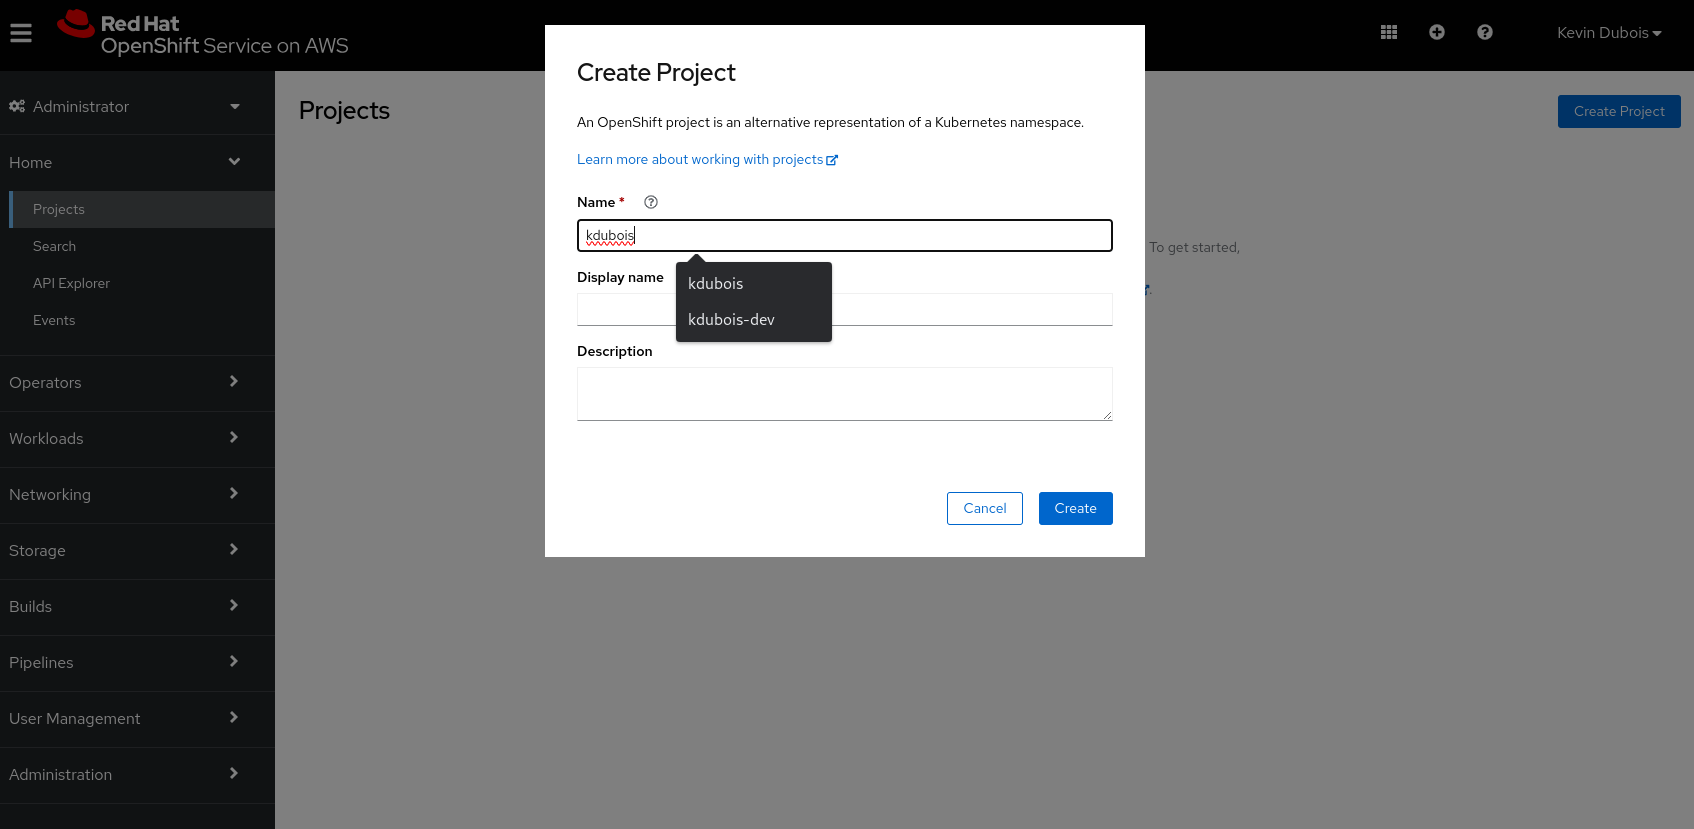 Red Hat
OpenShift Service on AWS
Kevin Dubois
Administrator
Home
Projects
Search
API Explorer
Events
Operators
Workloads
Networking
Storage
Builds
Pipelines
User Management
Administration
Projects
Create Project
To get started,
Create Project
An OpenShift project is an alternative representation of a Kubernetes namespace.
Learn more about working with projects
Name *
kdubois
kdubois
kdubois-dev
Display name
Description
Cancel
Create